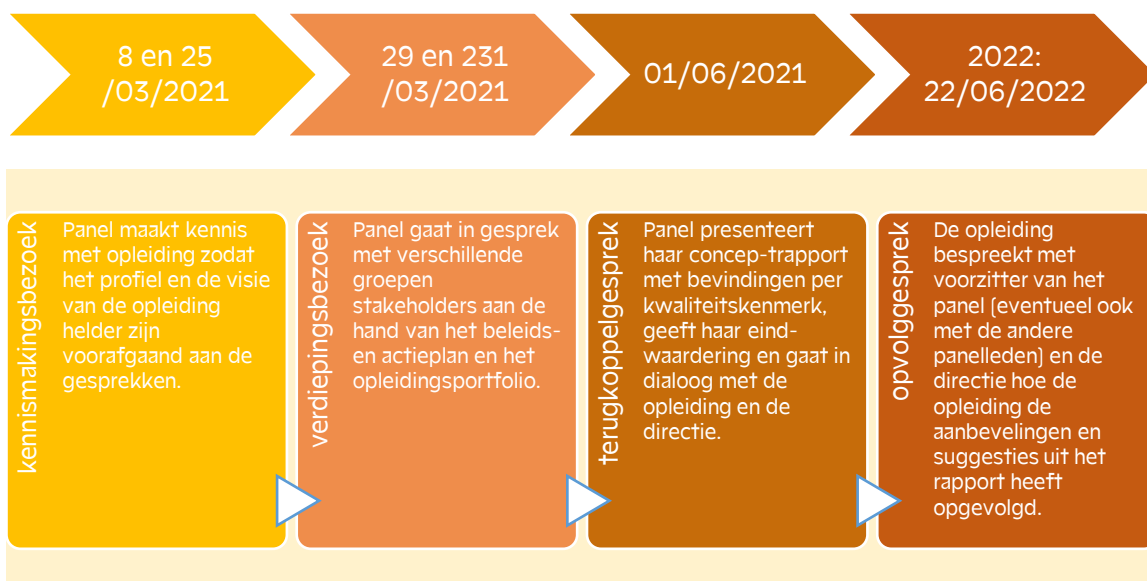 8 en 25
/03/2021
29 en 231
/03/2021
01/06/2021
2022:
22/06/2022
kennismakingsbezoek
Panel maakt kennis
met opleiding zodat
het profiel en de visie
van de opleiding
helder zijn
voorafgaand aan de
gesprekken.
verdiepingsbezoek
Panel gaat in gesprek
met verschillende
groepen
stakeholders aan de
hand van het beleids-
en actieplan en het
opleidingsportfolio.
terugkoppelgesprek
Panel presenteert
haar concep-trapport
met bevindingen per
kwaliteitskenmerk,
geeft haar eind-
waardering en gaat in
dialoog met de
opleiding en de
directie.
opvolggesprek
De opleiding
bespreekt met
voorzitter van het
panel (eventueel ook
met de andere
panelleden) en de
directie hoe de
opleiding de
aanbevelingen en
suggesties uit het
rapport heeft
opgevolgd.